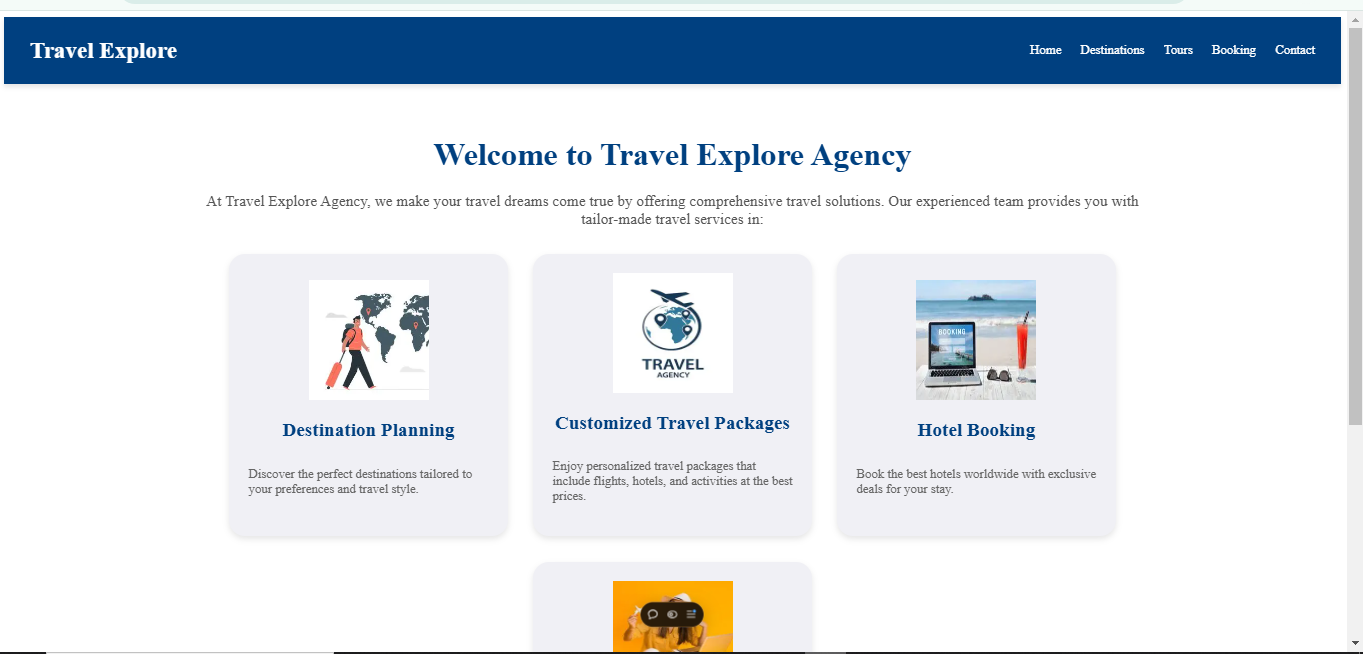 Travel Explore
Home Destinations Tours Booking Contact
Welcome to Travel Explore Agency
At Travel Explore Agency, we make your travel dreams come true by offering comprehensive travel solutions. Our experienced team provides you with
tailor-made travel services in:
TRAVEL
AGENCY
BOOKING
Destination Planning
Discover the perfect destinations tailored to
your preferences and travel style.
Customized Travel Packages
Enjoy personalized travel packages that
include flights, hotels, and activities at the best
prices.
Hotel Booking
Book the best hotels worldwide with exclusive
deals for your stay.